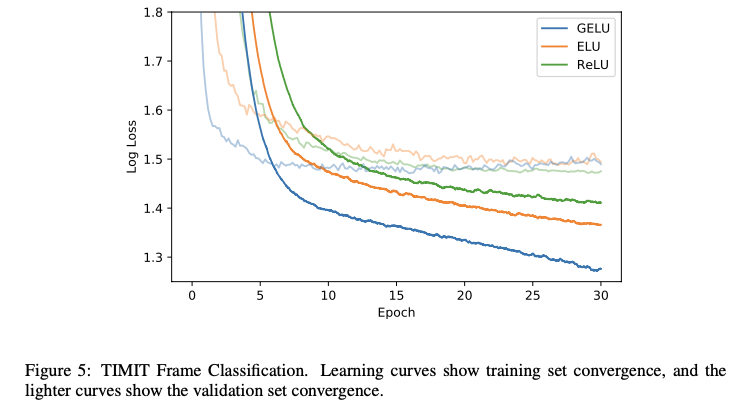 1.8
1.7
1.6
1.5
1.4
1.3
Log Loss
GELU
ELU
ReLU
0 5 10 15 20 25 30
Epoch
Figure 5: TIMIT Frame Classification. Learning curves show training set convergence, and the
lighter curves show the validation set convergence.